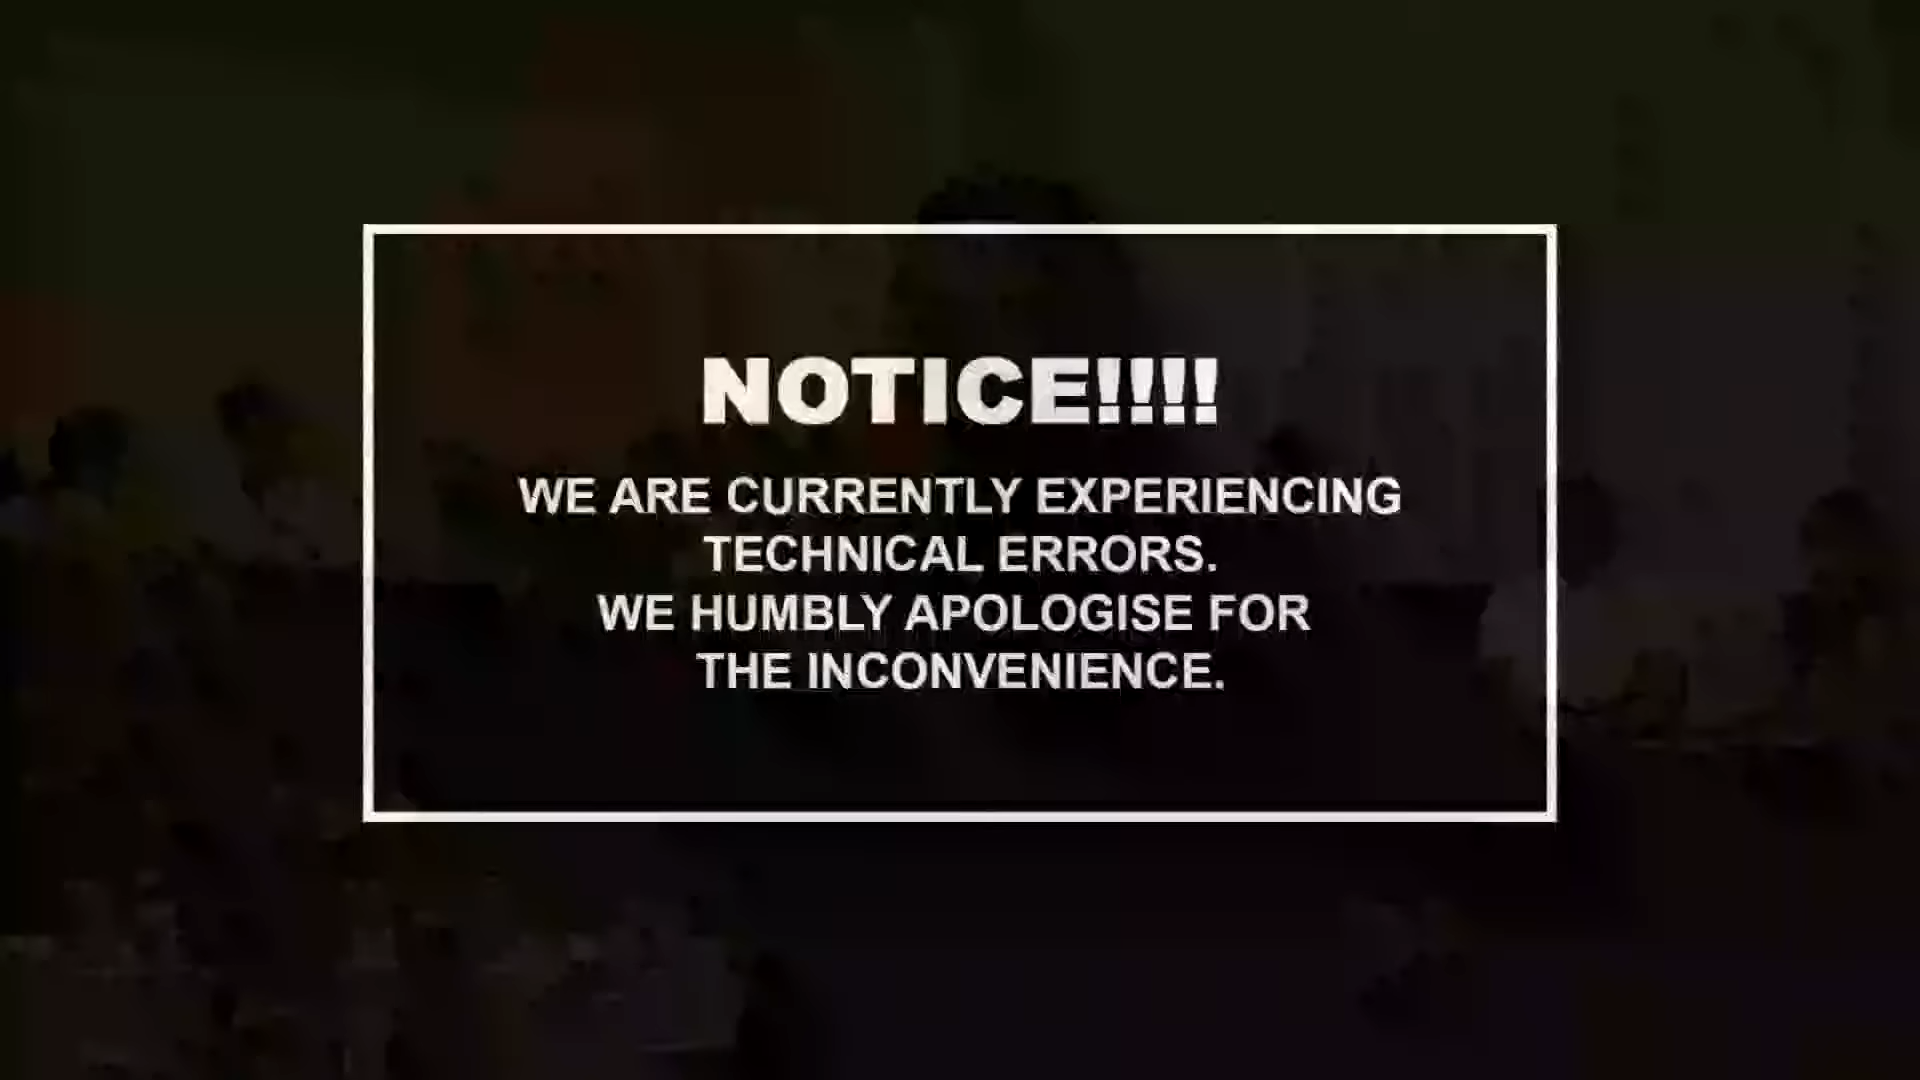 NOTICE!!!!
WE ARE CURRENTLY EXPERIENCING
TECHNICAL ERRORS.
WE HUMBLY APOLOGISE FOR
THE INCONVENIENCE.